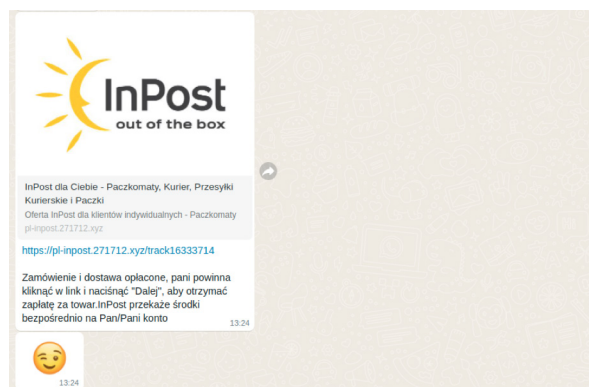 InPost
out of the box
InPost dla Ciebie - Paczkomaty, Kurier, Przesyłki
Kurierskie i Paczki
Oferta InPost dla klientów indywidualnych - Paczkomaty
pl-inpost.271712.xyz
https://pl-inpost.271712.xyz/track16333714
Zamówienie i dostawa opłacone, pani powinna
kliknąć w link i nacisnąć "Dalej", aby otrzymać
zapłatę za towar.InPost przekaże środki
bezpośrednio na Pan/Pani konto
13:24
13:24